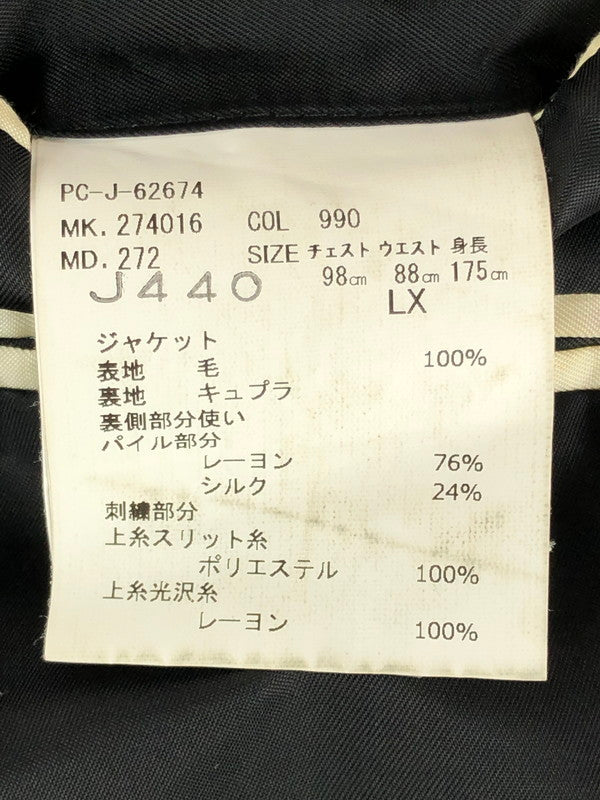 PC-J-62674
MK. 274016 COL 990
MD. 272 SIZE チェスト ウエスト 身長
98㎝ 88㎝ 175㎝
J440
LX
ジャケット
表地 毛 100%
裏地 キュプラ
裏側部分使い
パイル部分
レーヨン 76%
シルク 24%
刺繍部分
上糸スリット糸
ポリエステル 100%
上糸光沢糸
レーヨン 100%